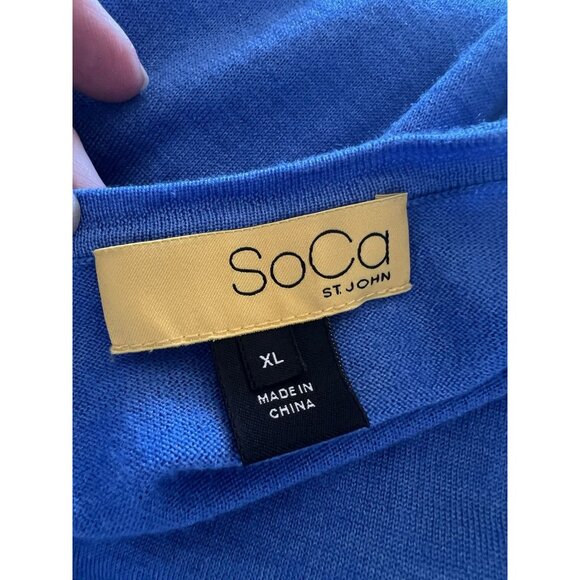 SoCa
ST. JOHN
XL
MADE IN
CHINA